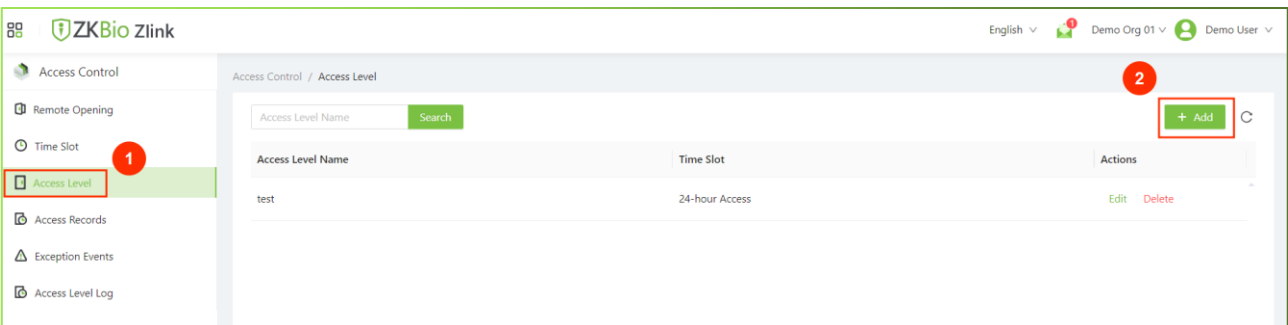 ZKBio Zlink
English
1
Demo Org 01
Demo User
Access Control
Access Control / Access Level
2
Remote Opening
Access Level Name
Search
+ Add
Time Slot
1
Access Level Name
Time Slot
Actions
Access Level
test
24-hour Access
Edit
Delete
Access Records
Exception Events
Access Level Log